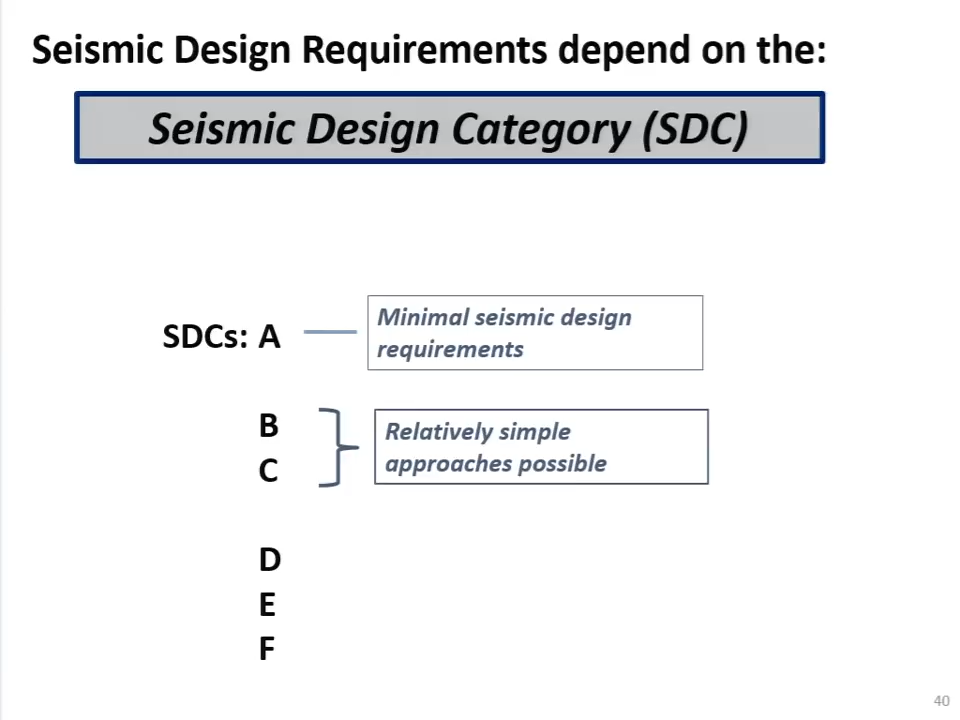 Seismic Design Requirements depend on the:
Seismic Design Category (SDC)
SDCs: A
Minimal seismic design
requirements
B
C
Relatively simple
approaches possible
D
E
F
40